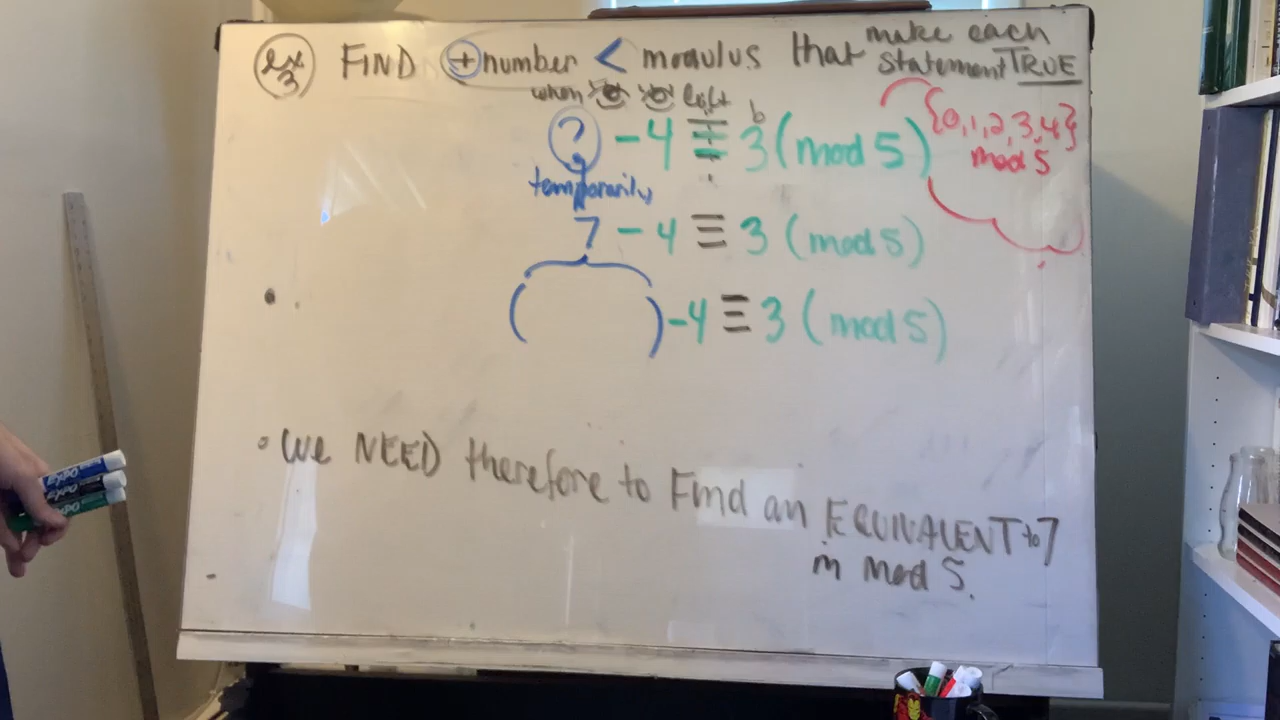 ex 3 FIND + number < modulus that make each statement TRUE
when left
? - 4 ≡ 3 (mod 5)
b
{0,1,2,3,4}
mod 5
temporarily
7 - 4 ≡ 3 (mod 5)
( ) - 4 ≡ 3 (mod 5)
• We NEED therefore to Find an EQUIVALENT to 7
in mod 5.